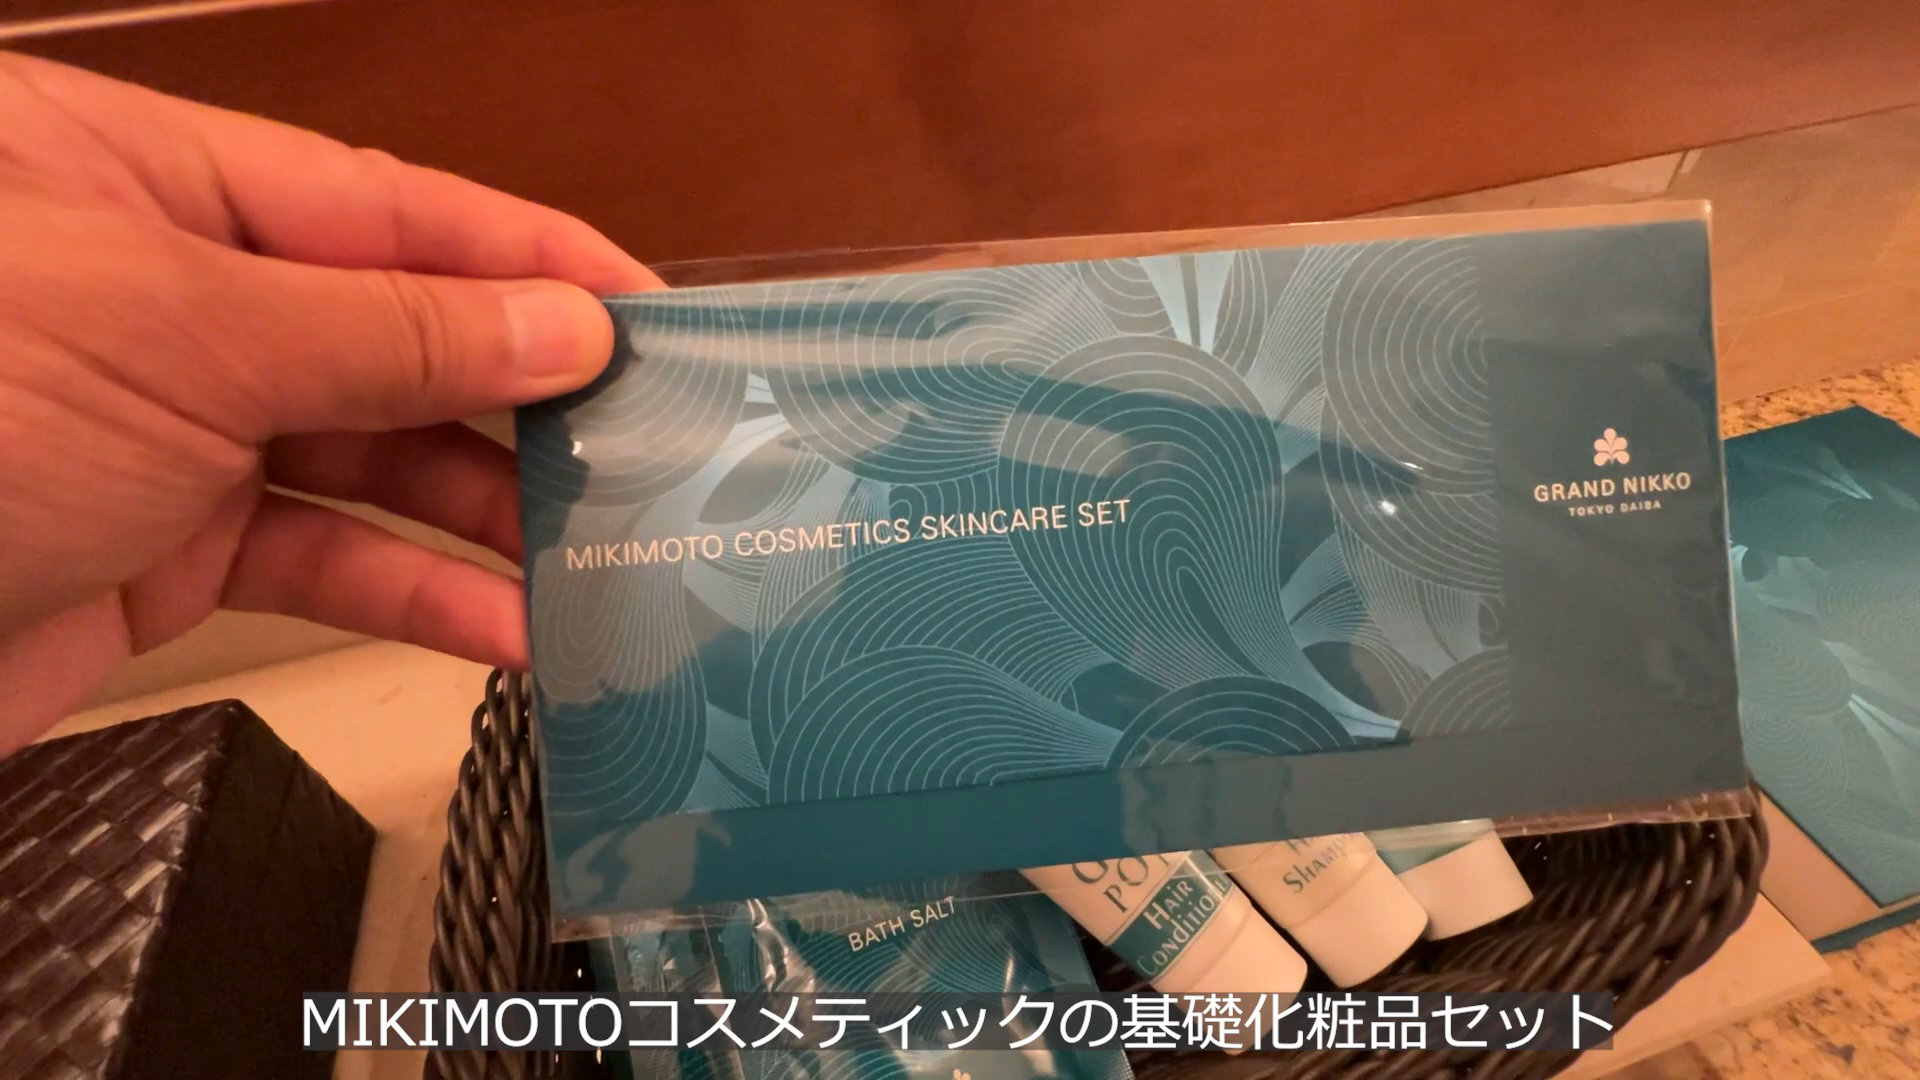 MIKIMOTO COSMETICS SKINCARE SET
GRAND NIKKO
TOKYO DAIBA
BATH SALT
HAIR
Conditioner
MIKIMOTOコスメティックの基礎化粧品セット